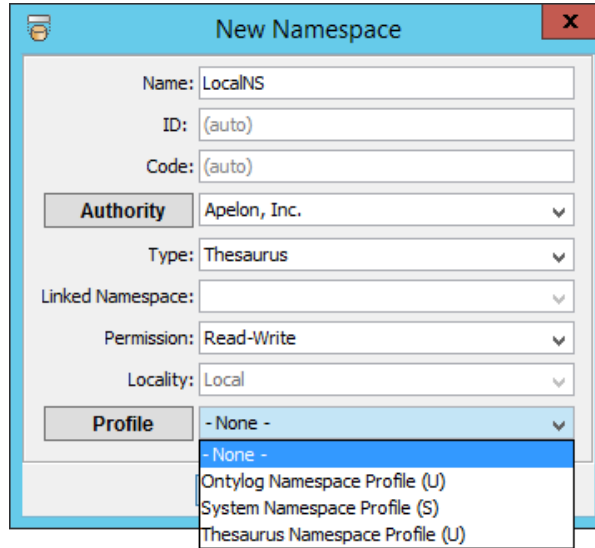 New Namespace
x
Name: LocalNS
ID: (auto)
Code: (auto)
Authority Apelon, Inc.
Type: Thesaurus
Linked Namespace:
Permission: Read-Write
Locality: Local
Profile - None -
- None -
Ontylog Namespace Profile (U)
System Namespace Profile (S)
Thesaurus Namespace Profile (U)